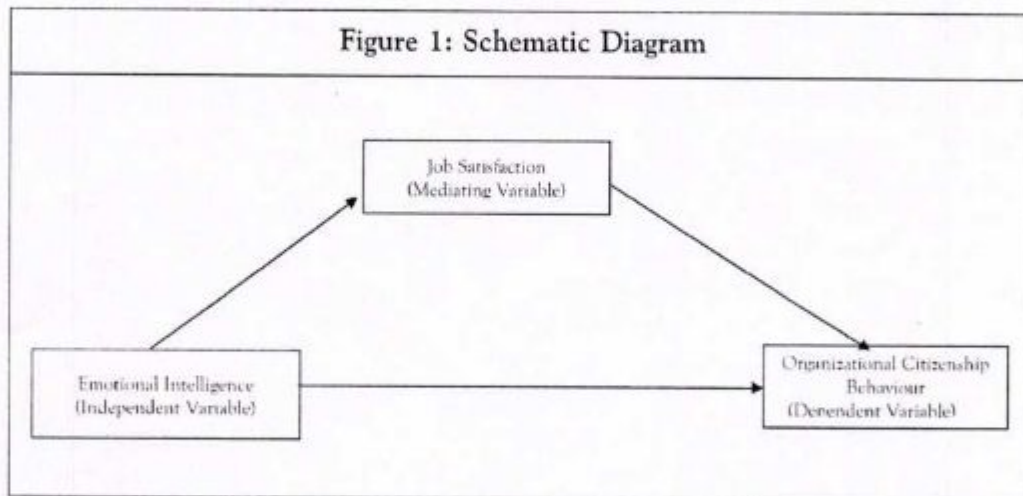 Figure 1: Schematic Diagram
Job Satisfaction
(Mediating Variable)
Emotional Intelligence
(Independent Variable)
Organizational Citizenship
Behaviour
(Dependent Variable)